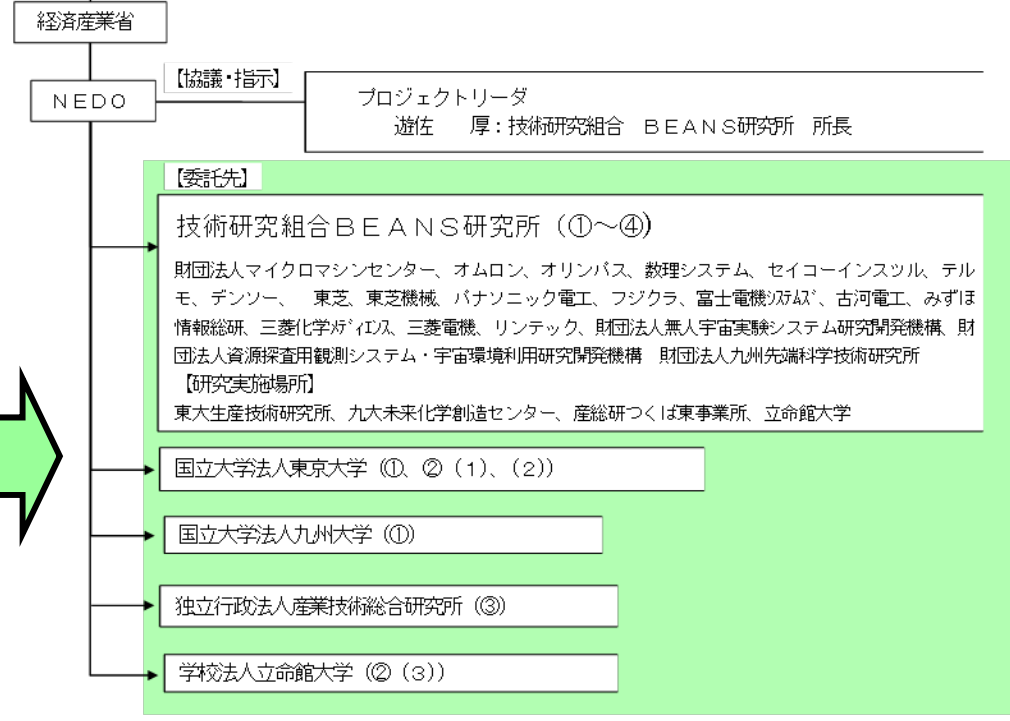 経済産業省
【協議・指示】
NEDO
プロジェクトリーダ
遊佐　厚：技術研究組合　BEANS研究所　所長
【委託先】
技術研究組合BEANS研究所（①～④）
財団法人マイクロマシンセンター、オムロン、オリンパス、数理システム、セイコーインスツル、テル
モ、デンソー、　東芝、東芝機械、パナソニック電工、フジクラ、富士電機ｼｽﾃﾑｽﾞ、古河電工、みずほ
情報総研、三菱化学ﾒﾃﾞｨｴﾝｽ、三菱電機、リンテック、財団法人無人宇宙実験システム研究開発機構、財
団法人資源探査用観測システム・宇宙環境利用研究開発機構　財団法人九州先端科学技術研究所
【研究実施場所】
東大生産技術研究所、九大未来化学創造センター、産総研つくば東事業所、立命館大学
国立大学法人東京大学（①、②（1）、（2））
国立大学法人九州大学（①）
独立行政法人産業技術総合研究所（③）
学校法人立命館大学（②（3））